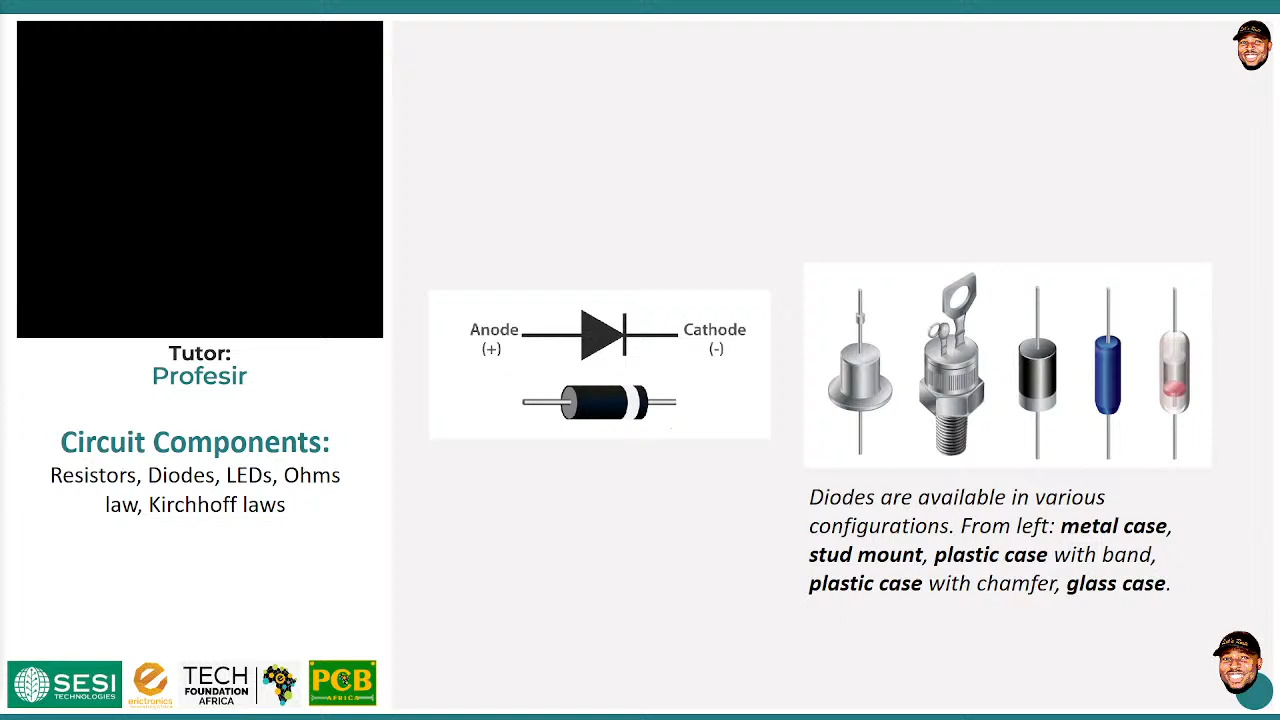 Tutor:
Profesir
Circuit Components:
Resistors, Diodes, LEDs, Ohms
law, Kirchhoff laws
Anode
(+)
Cathode
(-)
Diodes are available in various
configurations. From left: metal case,
stud mount, plastic case with band,
plastic case with chamfer, glass case.
SESI
TECHNOLOGIES
erictronics
TECH
FOUNDATION
AFRICA
PCB
AFRICA